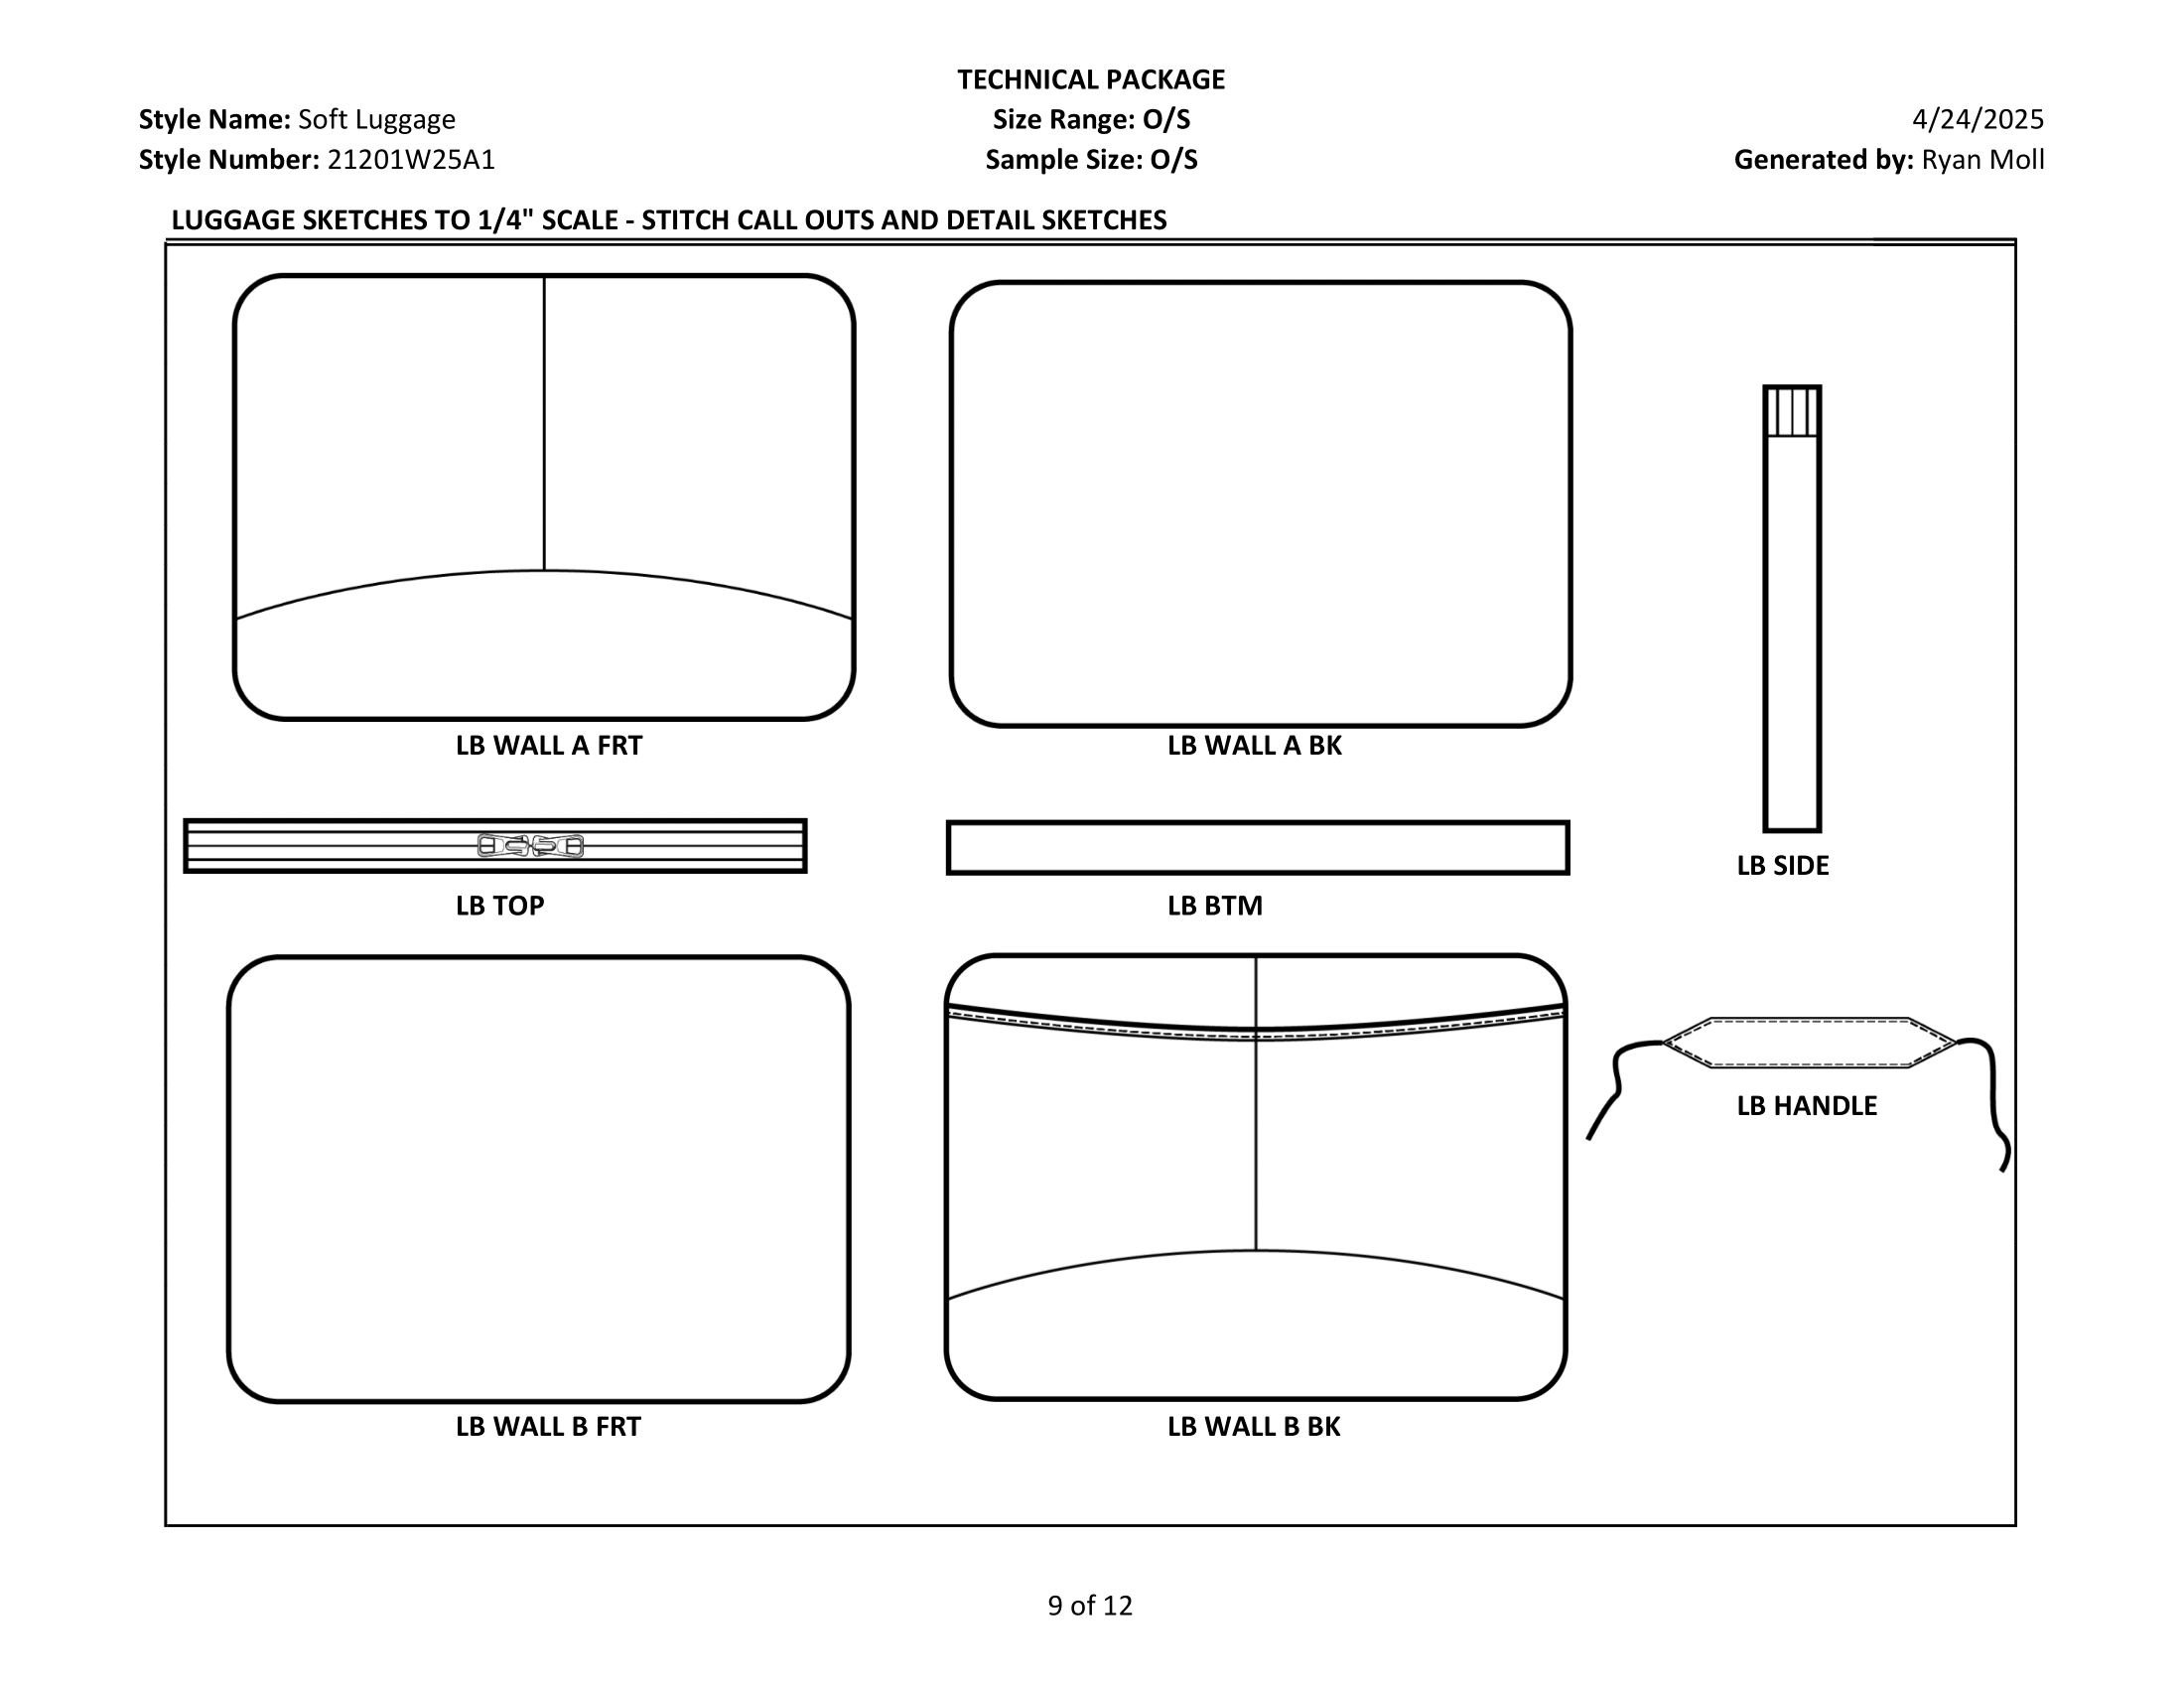 TECHNICAL PACKAGE
Style Name: Soft Luggage
Size Range: O/S
4/24/2025
Style Number: 21201W25A1
Sample Size: O/S
Generated by: Ryan Moll
LUGGAGE SKETCHES TO 1/4" SCALE - STITCH CALL OUTS AND DETAIL SKETCHES
LB WALL A FRT
LB WALL A BK
LB SIDE
LB TOP
LB BTM
LB HANDLE
LB WALL B FRT
LB WALL B BK
9 of 12